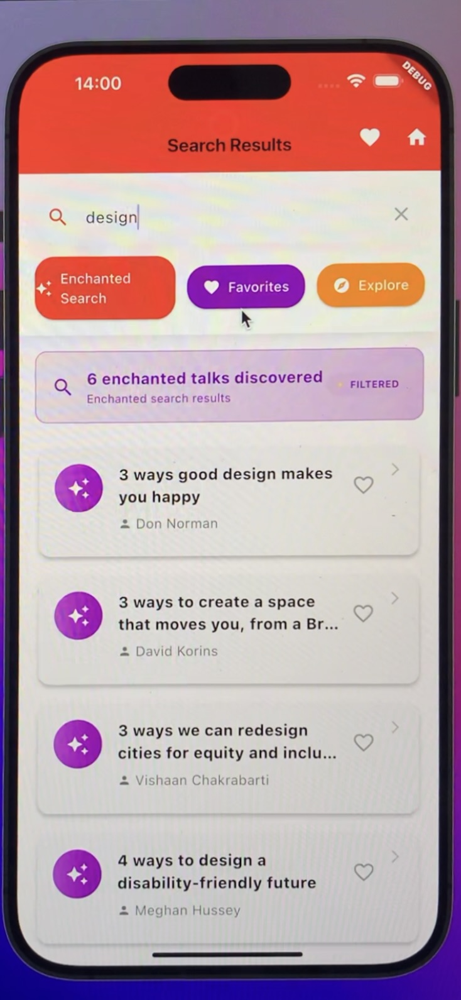 14:00
DEBUG
Search Results
design
Enchanted
Search
Favorites
Explore
6 enchanted talks discovered
Enchanted search results
FILTERED
3 ways good design makes
you happy
Don Norman
3 ways to create a space
that moves you, from a Br...
David Korins
3 ways we can redesign
cities for equity and inclu...
Vishaan Chakrabarti
4 ways to design a
disability-friendly future
Meghan Hussey